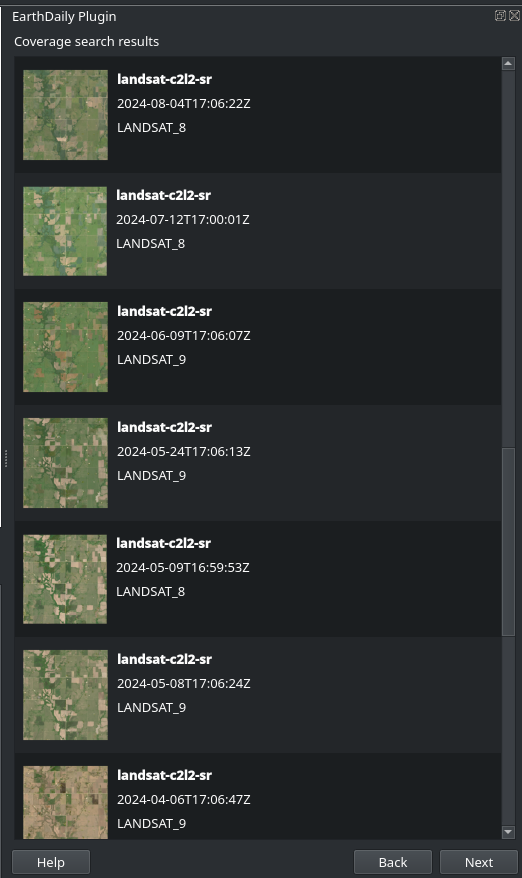 EarthDaily Plugin
Coverage search results
landsat-c2l2-sr
2024-08-04T17:06:22Z
LANDSAT_8
landsat-c2l2-sr
2024-07-12T17:00:01Z
LANDSAT_8
landsat-c2l2-sr
2024-06-09T17:06:07Z
LANDSAT_9
landsat-c2l2-sr
2024-05-24T17:06:13Z
LANDSAT_9
landsat-c2l2-sr
2024-05-09T16:59:53Z
LANDSAT_8
landsat-c2l2-sr
2024-05-08T17:06:24Z
LANDSAT_9
landsat-c2l2-sr
2024-04-06T17:06:47Z
LANDSAT_9
Help
Back
Next